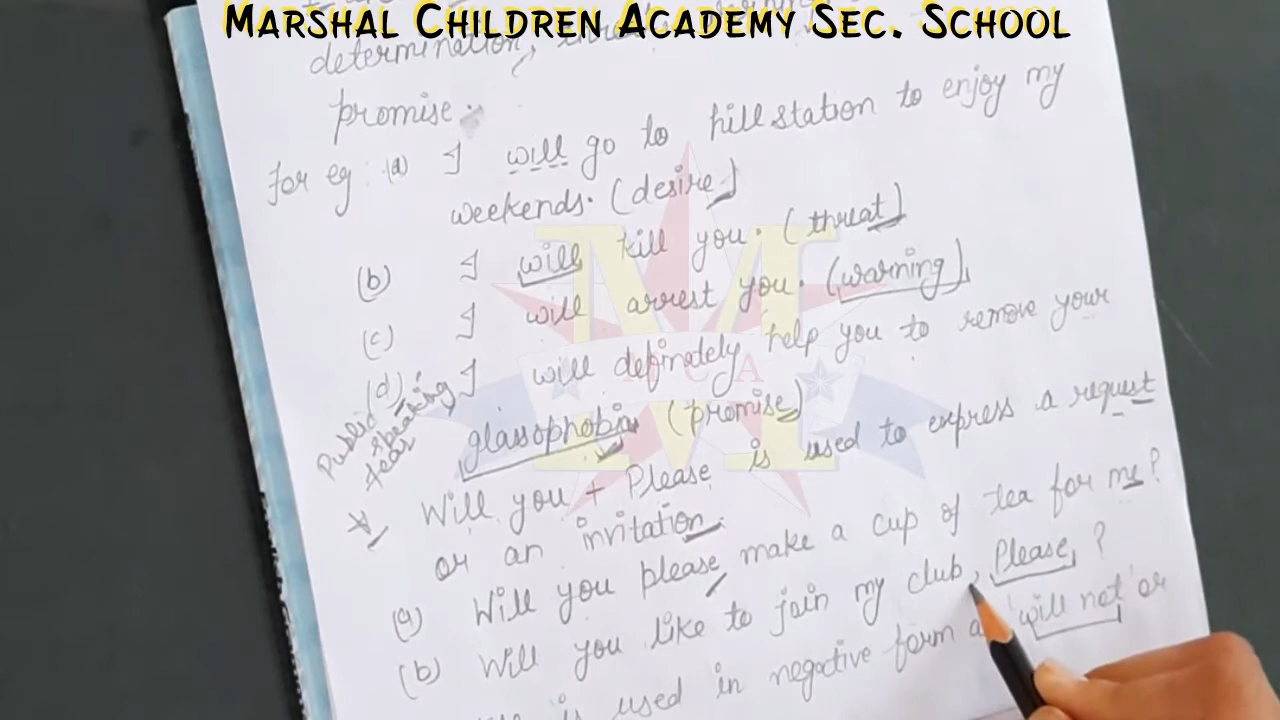 MARSHAL CHILDREN ACADEMY SEC. SCHOOL
determination,
promise.
for eg: (a) I will go to hill station to enjoy my
weekends. (desire)
(b) I will kill you. (threat)
(c) I will arrest you. (warning)
(d) I will definately help you to remove your
glassophobia (promise)
Public speaking fear
Will you + Please is used to express a request
or an invitation.
(a) Will you please make a cup of tea for me?
(b) Will you like to join my club, Please?
is used in negative form as 'will not' or
MCA